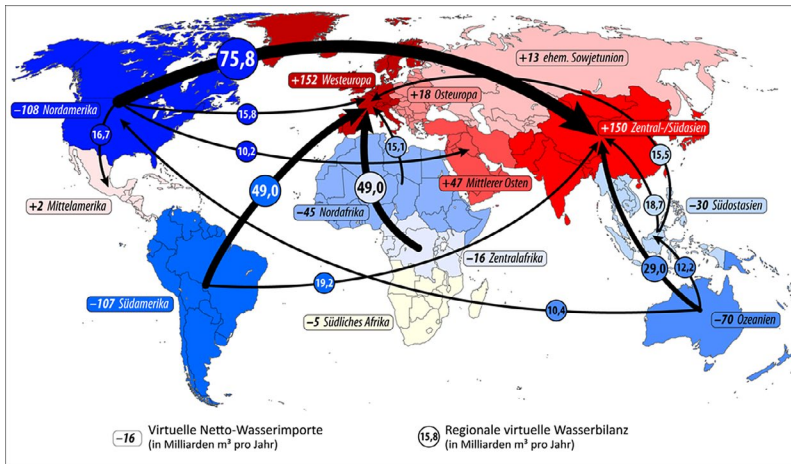 75,8
+13 ehem. Sowjetunion
+152 Westeuropa
+18 Osteuropa
−108 Nordamerika
15,8
+150 Zentral-/Südasien
16,7
15,1
10,2
15,5
+47 Mittlerer Osten
49,0
49,0
18,7
+2 Mittelamerika
−45 Nordafrika
−30 Südostasien
−16 Zentralafrika
29,0
12,2
19,2
−107 Südamerika
10,4
−5 Südliches Afrika
−70 Ozeanien
−16 Virtuelle Netto-Wasserimporte
(in Milliarden m³ pro Jahr)
15,8 Regionale virtuelle Wasserbilanz
(in Milliarden m³ pro Jahr)